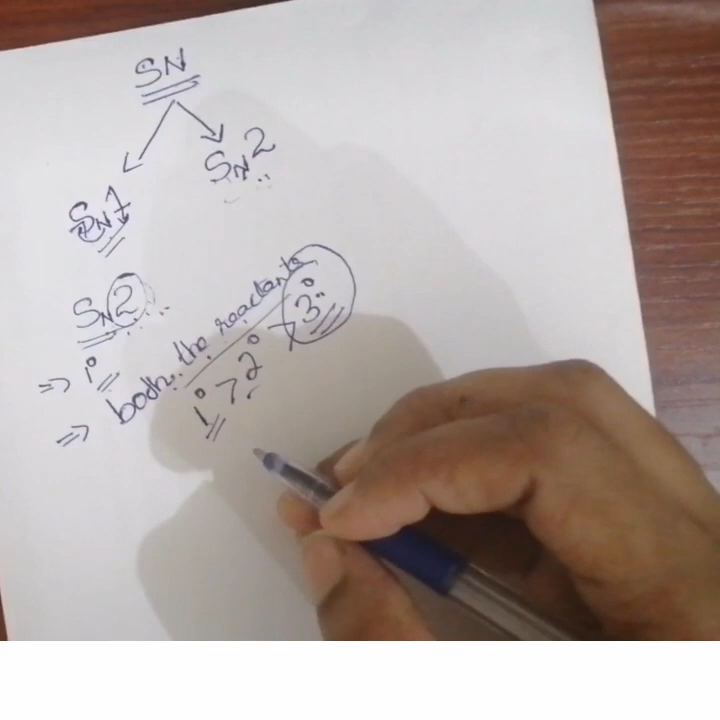 SN
SN1 SN2
SN2
⇒ 1°
⇒ both the reactants
1° > 2° > 3°